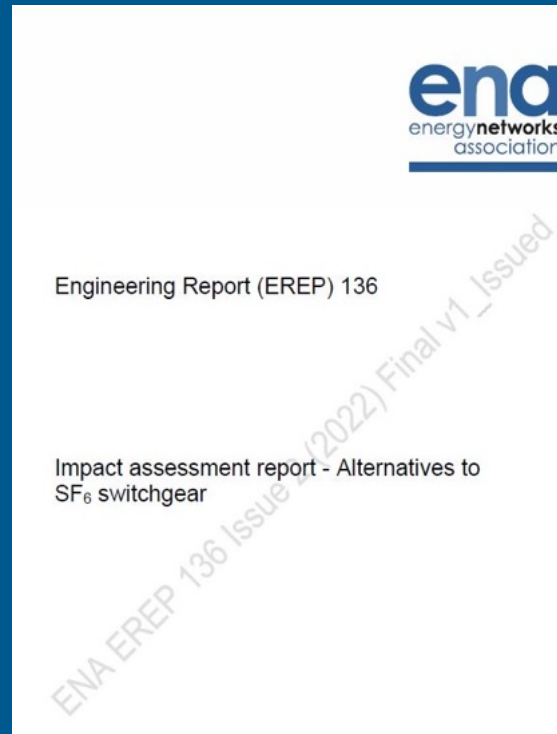 ena
energynetworks
association
Engineering Report (EREP) 136
Impact assessment report - Alternatives to
SF₆ switchgear
ENA EREP 136 Issue 2 (2022) Final v1_Issued